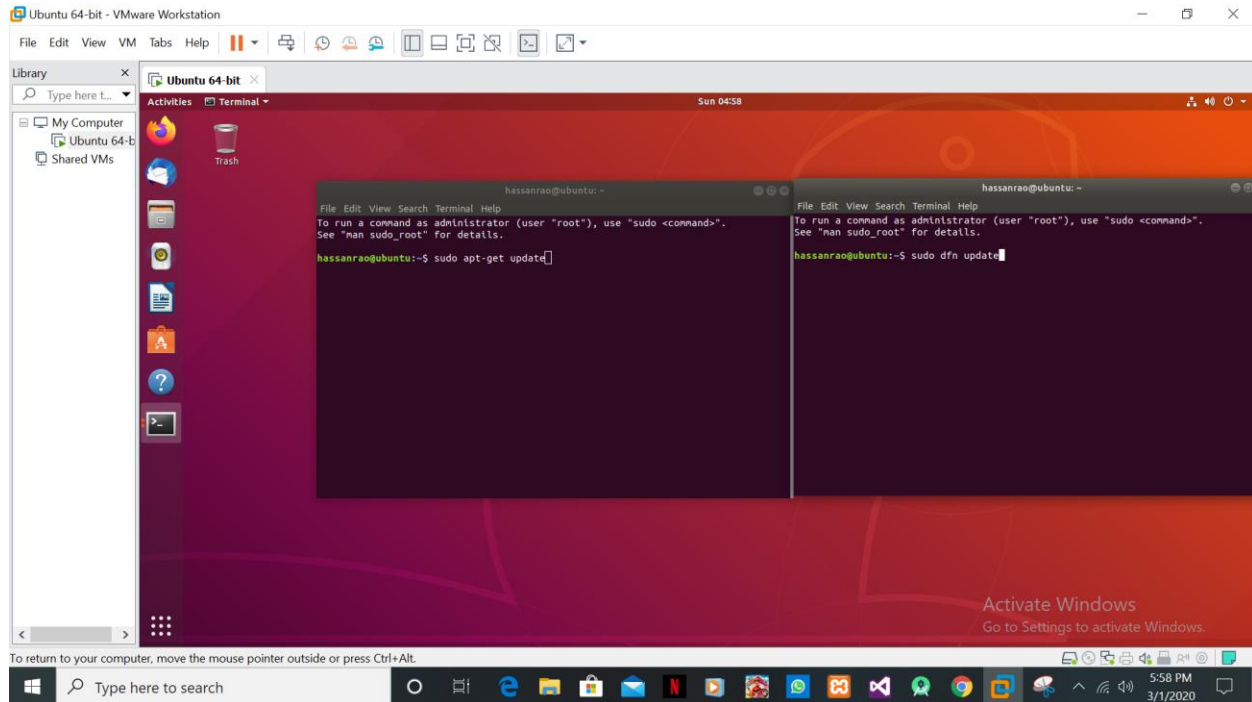 Ubuntu 64-bit - VMware Workstation
File Edit View VM Tabs Help
Library
Type here t...
My Computer
Ubuntu 64-b
Shared VMs
Ubuntu 64-bit
Activities Terminal Sun 04:58
Trash
hassanrao@ubuntu: ~
File Edit View Search Terminal Help
To run a command as administrator (user "root"), use "sudo <command>".
See "man sudo_root" for details.
hassanrao@ubuntu:~$ sudo apt-get update
hassanrao@ubuntu: ~
File Edit View Search Terminal Help
To run a command as administrator (user "root"), use "sudo <command>".
See "man sudo_root" for details.
hassanrao@ubuntu:~$ sudo dfn update
Activate Windows
Go to Settings to activate Windows.
To return to your computer, move the mouse pointer outside or press Ctrl+Alt.
Type here to search
5:58 PM
3/1/2020